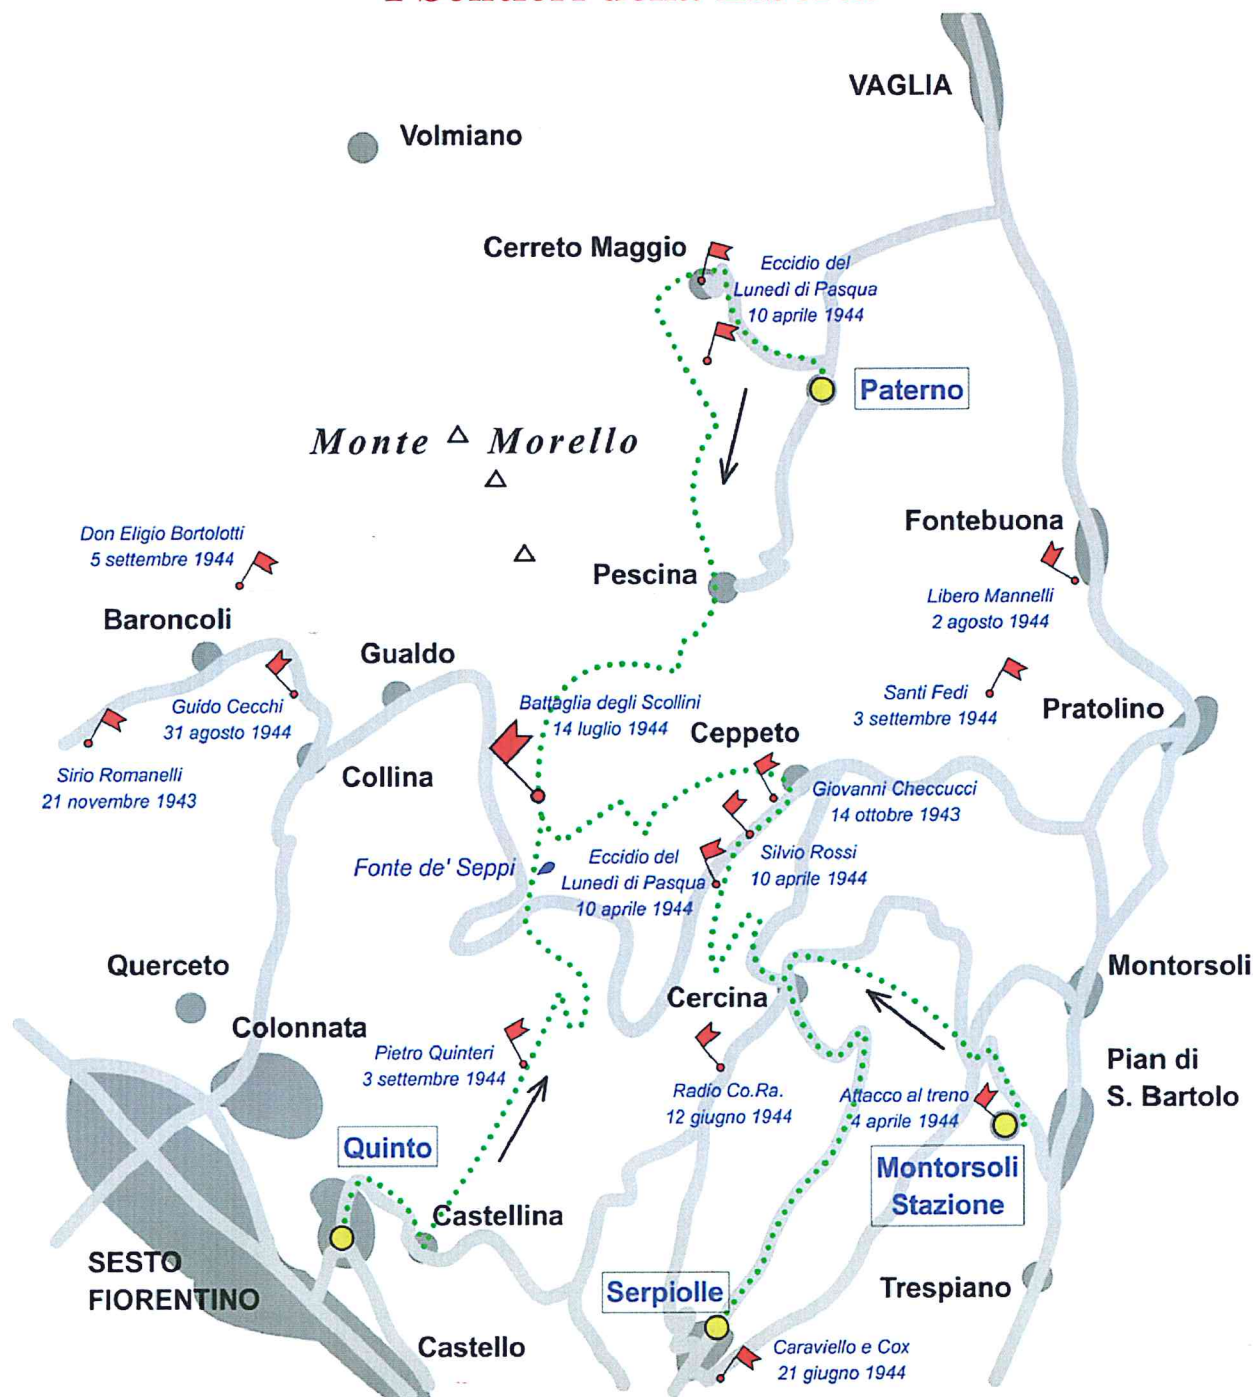 VAGLIA
Volmiano
Cerreto Maggio
Eccidio del
Lunedì di Pasqua
10 aprile 1944
Paterno
Monte Morello
Fontebuona
Don Eligio Bortolotti
5 settembre 1944
Pescina
Libero Mannelli
2 agosto 1944
Baroncoli
Gualdo
Guido Cecchi
31 agosto 1944
Battaglia degli Scollini
14 luglio 1944
Santi Fedi
3 settembre 1944
Pratolino
Ceppeto
Sirio Romanelli
21 novembre 1943
Collina
Giovanni Checcucci
14 ottobre 1943
Fonte de' Seppi
Eccidio del
Lunedì di Pasqua
10 aprile 1944
Silvio Rossi
10 aprile 1944
Querceto
Montorsoli
Cercina
Colonnata
Pietro Quinteri
3 settembre 1944
Radio Co.Ra.
12 giugno 1944
Attacco al treno
4 aprile 1944
Pian di
S. Bartolo
Quinto
Montorsoli
Stazione
Castellina
SESTO
FIORENTINO
Serpiolle
Trespiano
Castello
Caraviello e Cox
21 giugno 1944